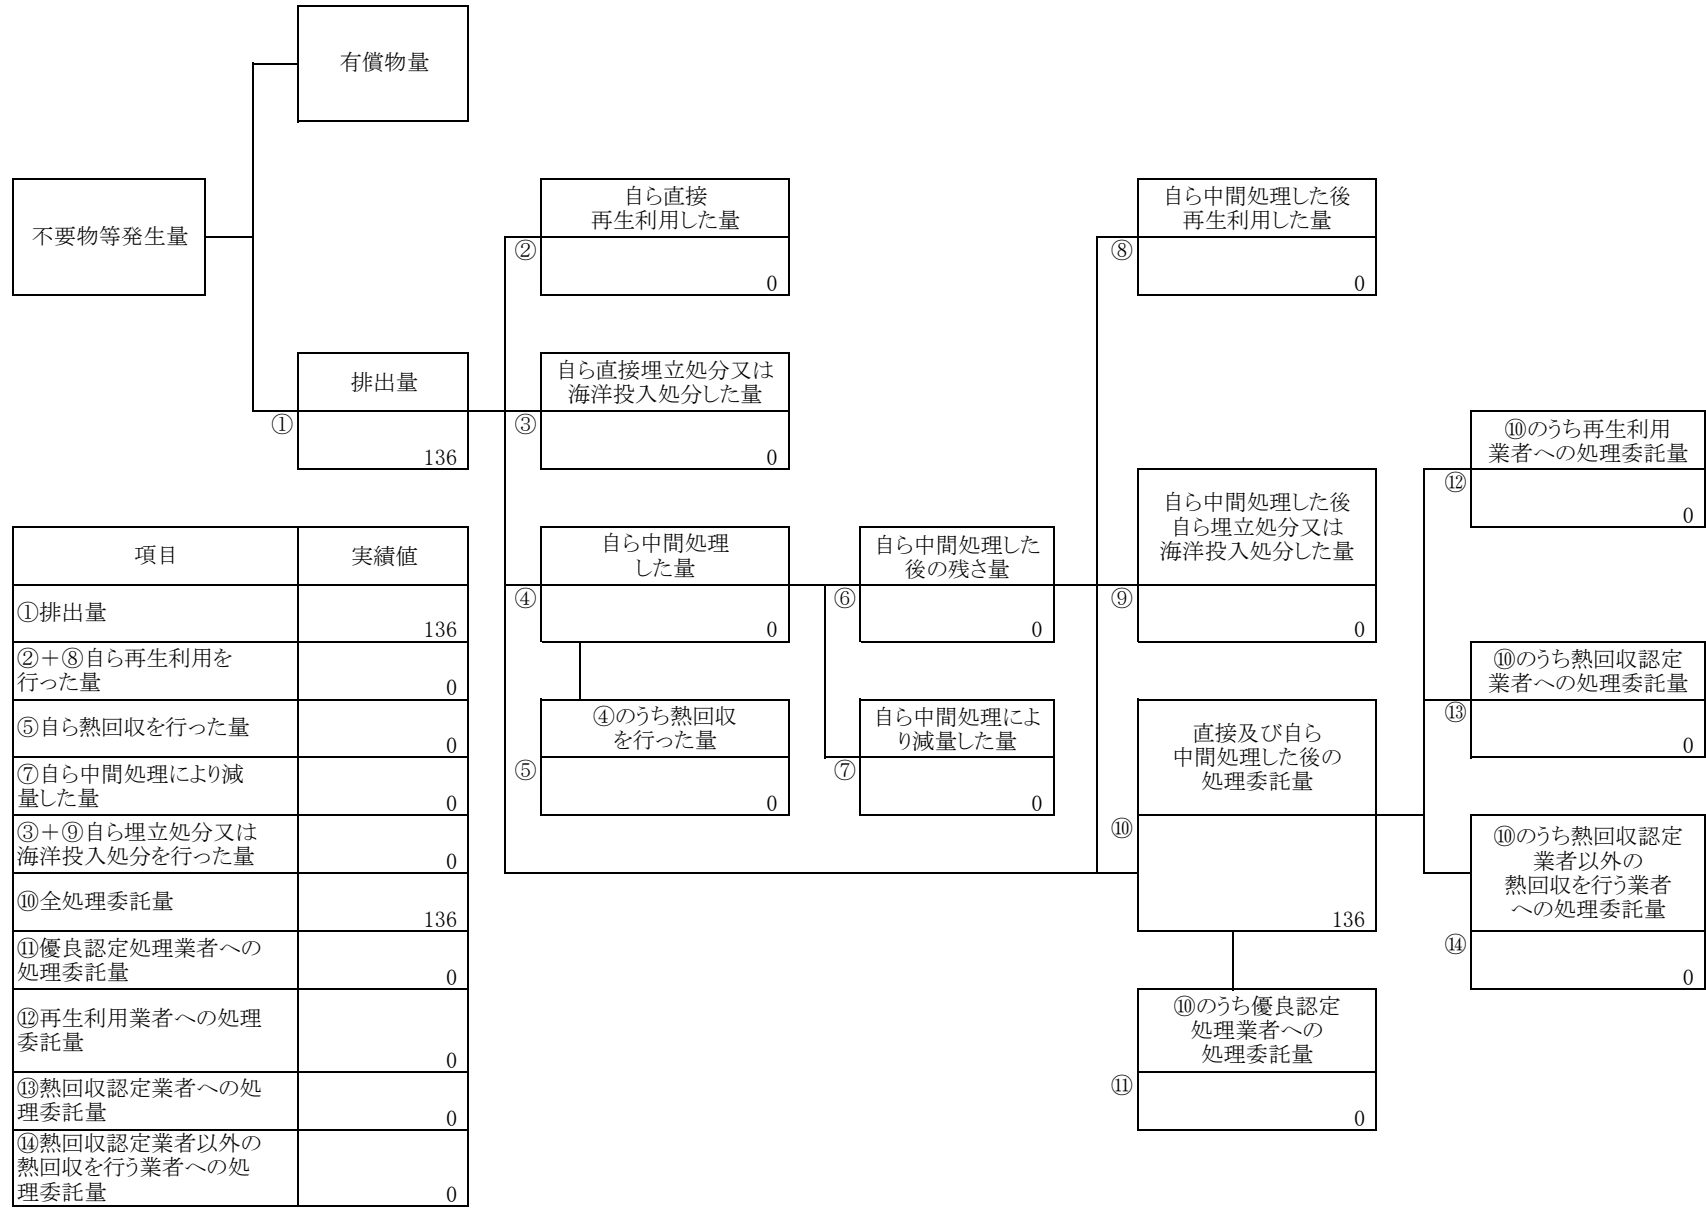 有償物量
不要物等発生量
自ら直接
再生利用した量
②
0
自ら中間処理した後
再生利用した量
⑧
0
排出量
①
136
自ら直接埋立処分又は
海洋投入処分した量
③
0
⑩のうち再生利用
業者への処理委託量
⑫
0
自ら中間処理
した量
④
0
自ら中間処理した
後の残さ量
⑥
0
自ら中間処理した後
自ら埋立処分又は
海洋投入処分した量
⑨
0
⑩のうち熱回収認定
業者への処理委託量
⑬
0
④のうち熱回収
を行った量
⑤
0
自ら中間処理によ
り減量した量
⑦
0
直接及び自ら
中間処理した後の
処理委託量
⑩
136
⑩のうち熱回収認定
業者以外の
熱回収を行う業者
への処理委託量
⑭
0
⑩のうち優良認定
処理業者への
処理委託量
⑪
0
項目 実績値
①排出量
136
②＋⑧自ら再生利用を
行った量
0
⑤自ら熱回収を行った量
0
⑦自ら中間処理により減
量した量
0
③＋⑨自ら埋立処分又は
海洋投入処分を行った量
0
⑩全処理委託量
136
⑪優良認定処理業者への
処理委託量
0
⑫再生利用業者への処理
委託量
0
⑬熱回収認定業者への処
理委託量
0
⑭熱回収認定業者以外の
熱回収を行う業者への処
理委託量
0